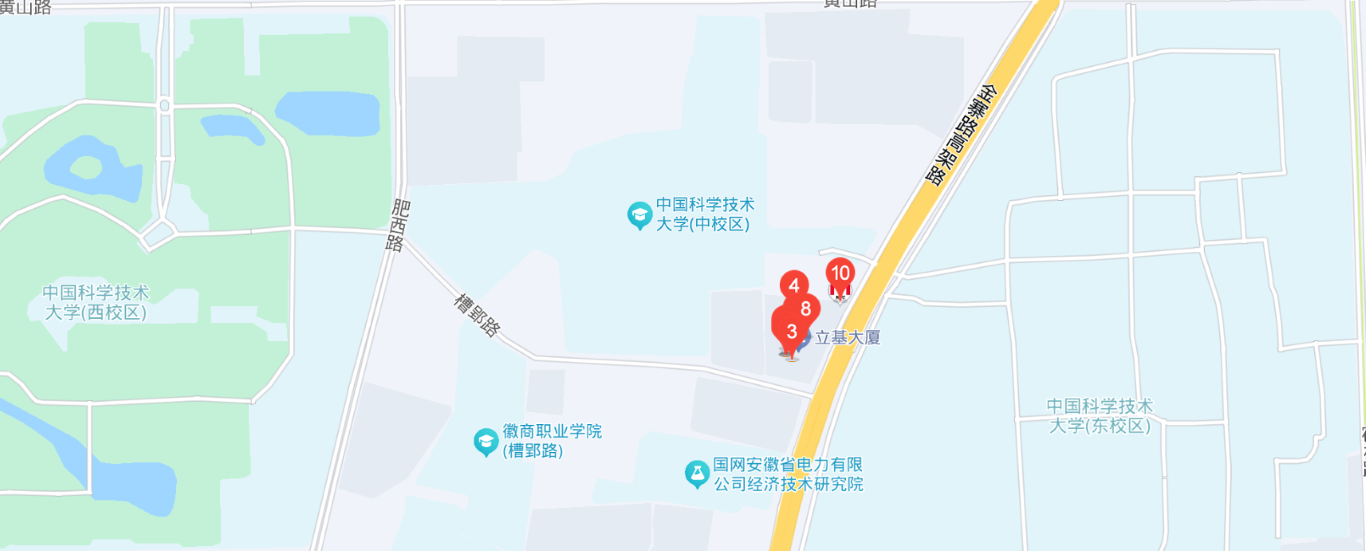 黄山路
黄山路
金寨路高架路
肥西路
中国科学技术
大学(中校区)
10
4
8
3
立基大厦
中国科学技术
大学(西校区)
槽郢路
中国科学技术
大学(东校区)
徽商职业学院
(槽郢路)
国网安徽省电力有限
公司经济技术研究院